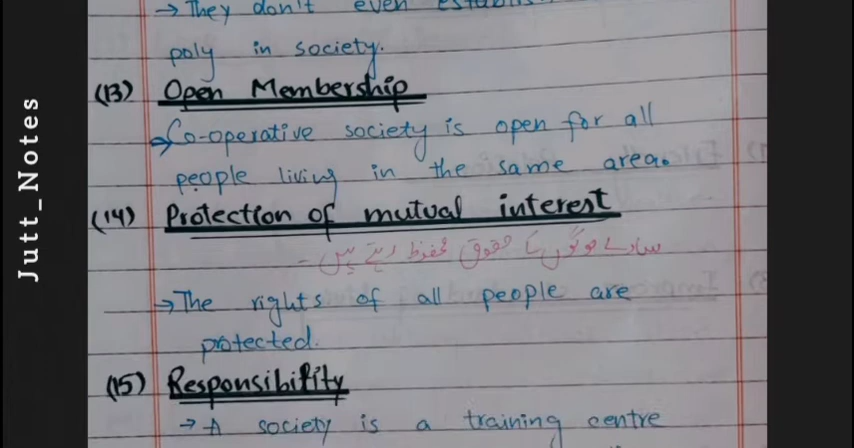 → They don't even
poly in society.
(13) Open Membership
→ Co-operative society is open for all
people living in the same area.
(14) Protection of mutual interest
سارے لوگوں کے حقوق محفوظ رہتے ہیں۔
→ The rights of all people are
protected.
(15) Responsibility
→ A society is a training centre
Jutt_Notes